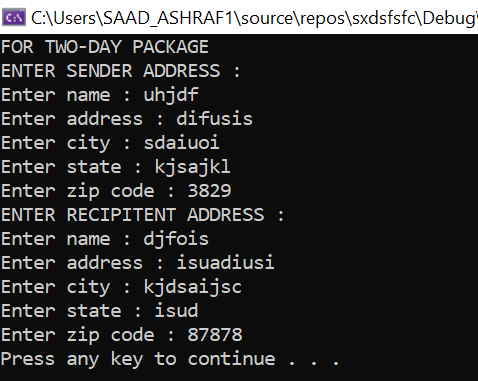 C:\Users\SAAD_ASHRAF1\source\repos\sxdsfsfc\Debug\
FOR TWO-DAY PACKAGE
ENTER SENDER ADDRESS :
Enter name : uhjdf
Enter address : difusis
Enter city : sdaiuoi
Enter state : kjsajkl
Enter zip code : 3829
ENTER RECIPITENT ADDRESS :
Enter name : djfois
Enter address : isuadiusi
Enter city : kjdsaijsc
Enter state : isud
Enter zip code : 87878
Press any key to continue . . .